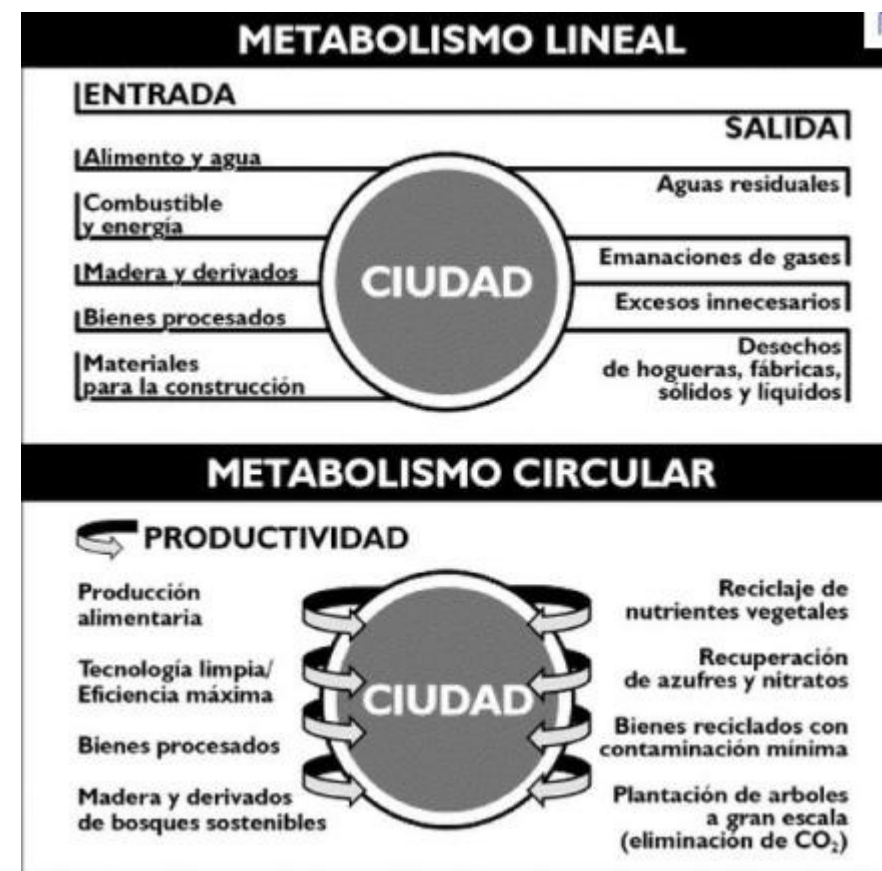 METABOLISMO LINEAL
ENTRADA
SALIDA
Alimento y agua
Combustible
y energía
Madera y derivados
Bienes procesados
Materiales
para la construcción
CIUDAD
Aguas residuales
Emanaciones de gases
Excesos innecesarios
Desechos
de hogueras, fábricas,
sólidos y líquidos
METABOLISMO CIRCULAR
PRODUCTIVIDAD
Producción
alimentaria
Tecnología limpia/
Eficiencia máxima
Bienes procesados
Madera y derivados
de bosques sostenibles
CIUDAD
Reciclaje de
nutrientes vegetales
Recuperación
de azufres y nitratos
Bienes reciclados con
contaminación mínima
Plantación de arboles
a gran escala
(eliminación de CO₂)